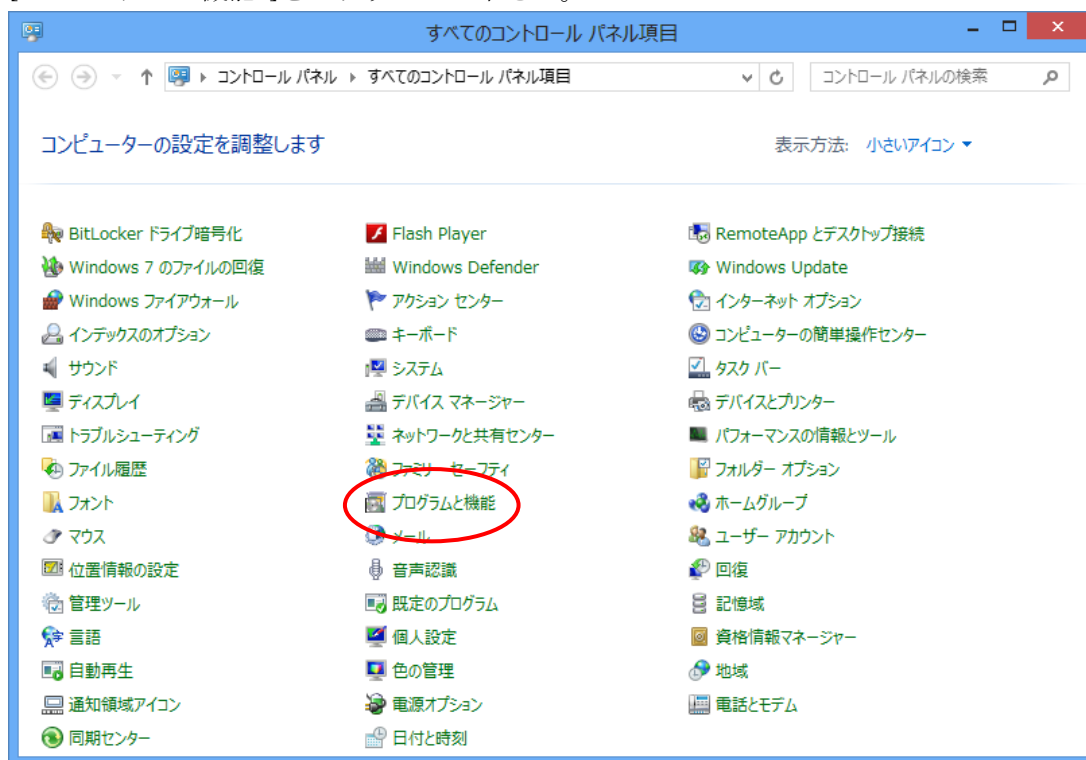 すべてのコントロール パネル項目
コントロール パネル ▸ すべてのコントロール パネル項目
コントロール パネルの検索
コンピューターの設定を調整します
表示方法: 小さいアイコン
BitLocker ドライブ暗号化
Flash Player
RemoteApp とデスクトップ接続
Windows 7 のファイルの回復
Windows Defender
Windows Update
Windows ファイアウォール
アクション センター
インターネット オプション
インデックスのオプション
キーボード
コンピューターの簡単操作センター
サウンド
システム
タスク バー
ディスプレイ
デバイス マネージャー
デバイスとプリンター
トラブルシューティング
ネットワークと共有センター
パフォーマンスの情報とツール
ファイル履歴
ファミリー セーフティ
フォルダー オプション
フォント
プログラムと機能
ホームグループ
マウス
メール
ユーザー アカウント
位置情報の設定
音声認識
回復
管理ツール
既定のプログラム
記憶域
言語
個人設定
資格情報マネージャー
自動再生
色の管理
地域
通知領域アイコン
電源オプション
電話とモデム
同期センター
日付と時刻